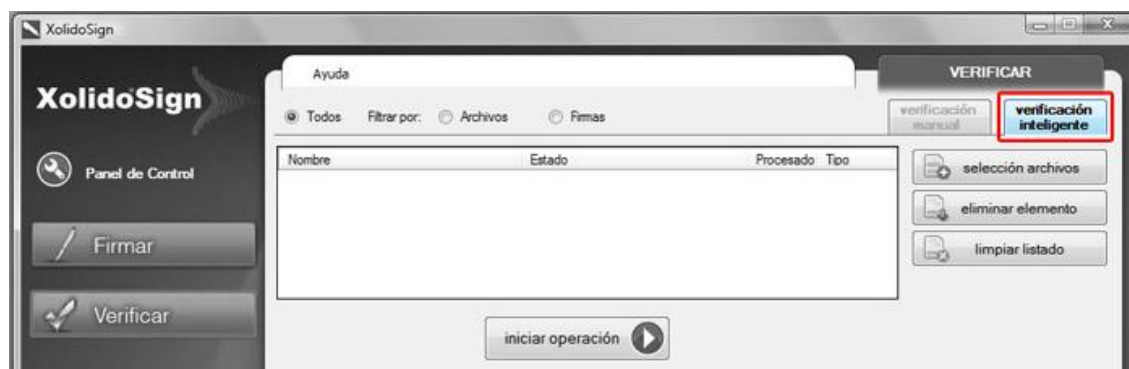 XolidoSign
XolidoSign
Panel de Control
Firmar
Verificar
Ayuda
VERIFICAR
Todos Filtrar por: Archivos Firmas
verificación
manual
verificación
inteligente
Nombre Estado Procesado Tipo
selección archivos
eliminar elemento
limpiar listado
iniciar operación